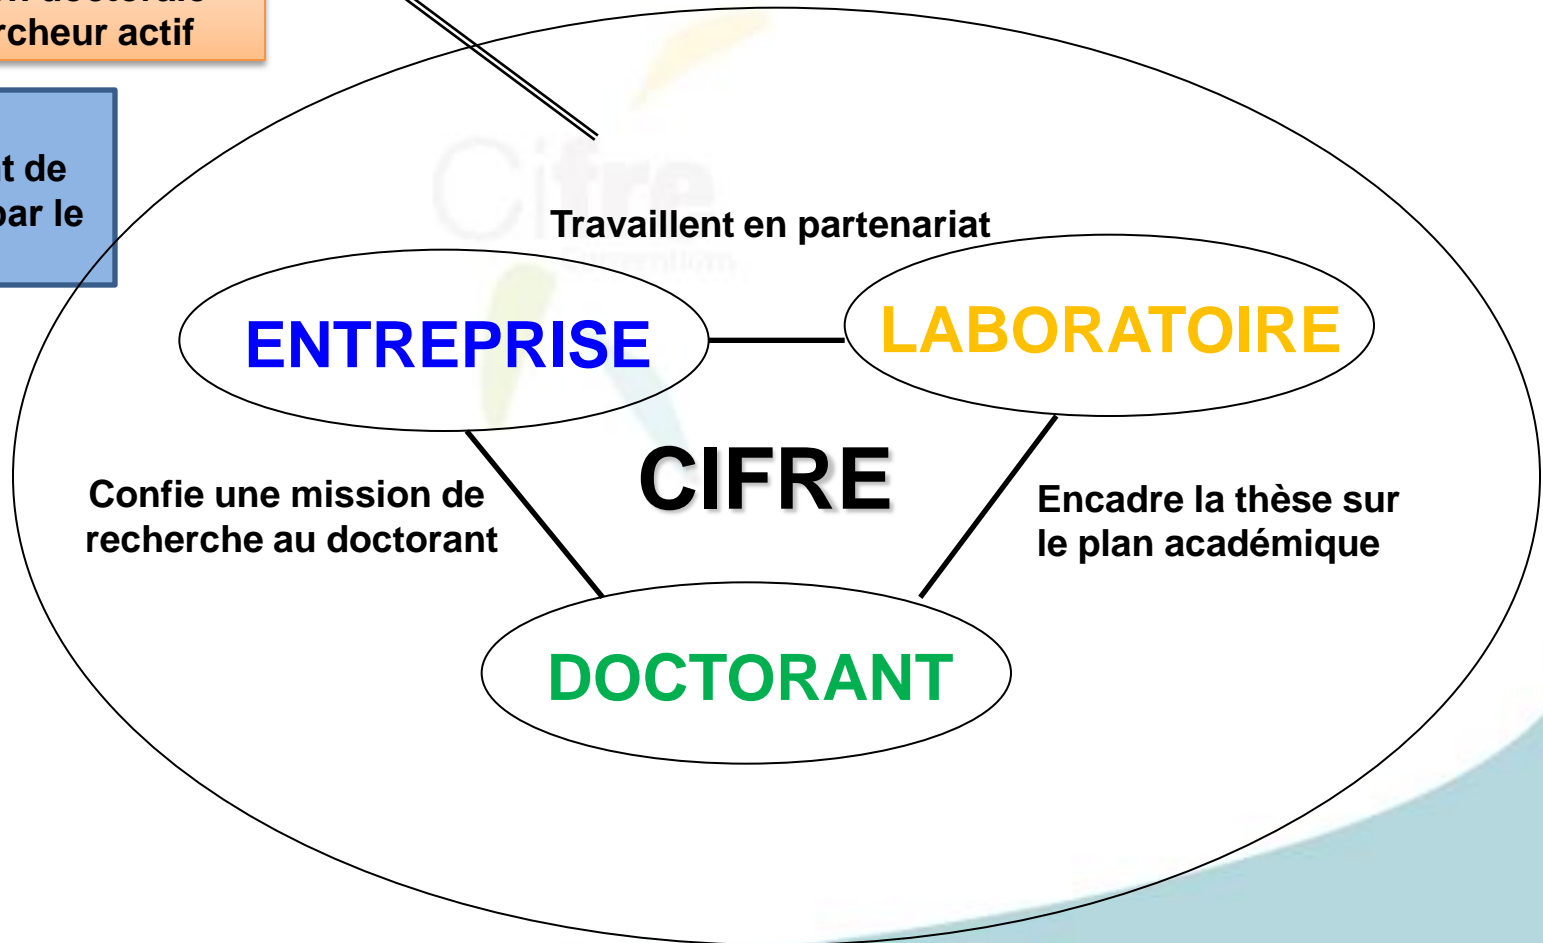 rcheur actif
t de
par le
Cifre
Travaillent en partenariat
ENTREPRISE
LABORATOIRE
CIFRE
Confie une mission de
recherche au doctorant
Encadre la thèse sur
le plan académique
DOCTORANT